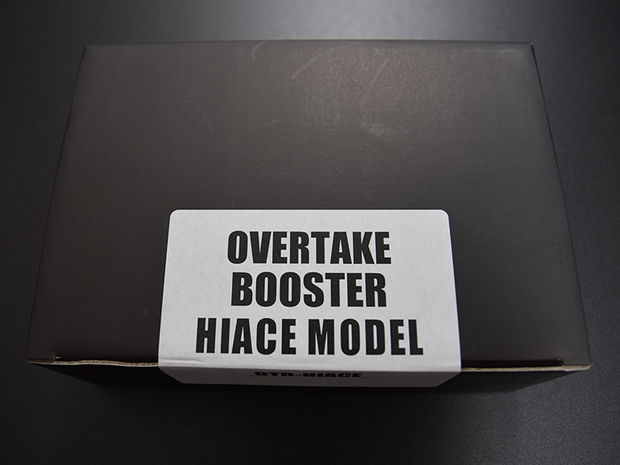 OVERTAKE
BOOSTER
HIACE MODEL
OTB-HIACE